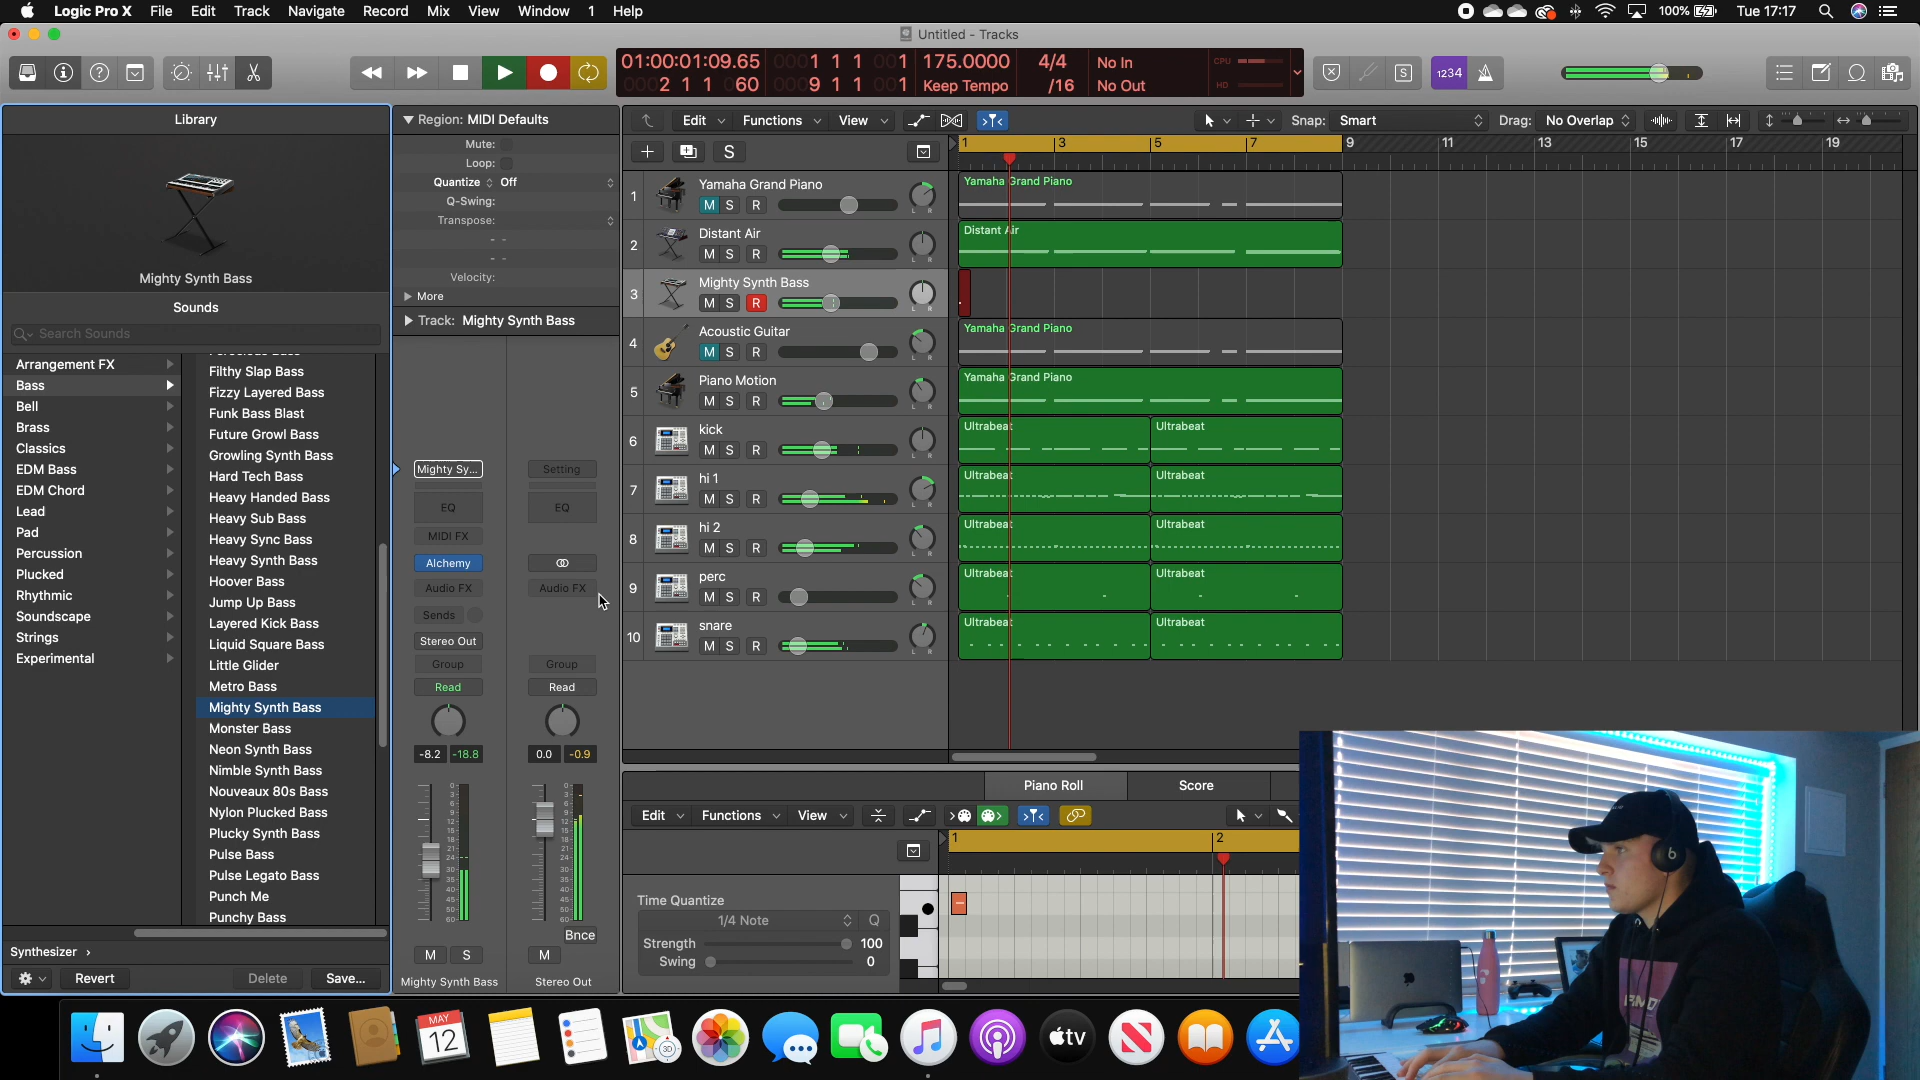 Logic Pro X File Edit Track Navigate Record Mix View Window 1 Help
100% Tue 17:17
Untitled - Tracks
01:00:01:09.65 0001 1 1 001 175.0000 4/4 No In
0002 1 1 060 0009 1 1 001 Keep Tempo /16 No Out
CPU
HD
S
1234
Library
Mighty Synth Bass
Sounds
Search Sounds
Arrangement FX
Bass
Bell
Brass
Classics
EDM Bass
EDM Chord
Lead
Pad
Percussion
Plucked
Rhythmic
Soundscape
Strings
Experimental
Filthy Slap Bass
Fizzy Layered Bass
Funk Bass Blast
Future Growl Bass
Growling Synth Bass
Hard Tech Bass
Heavy Handed Bass
Heavy Sub Bass
Heavy Sync Bass
Heavy Synth Bass
Hoover Bass
Jump Up Bass
Layered Kick Bass
Liquid Square Bass
Little Glider
Metro Bass
Mighty Synth Bass
Monster Bass
Neon Synth Bass
Nimble Synth Bass
Nouveaux 80s Bass
Nylon Plucked Bass
Plucky Synth Bass
Pulse Bass
Pulse Legato Bass
Punch Me
Punchy Bass
Synthesizer ›
Revert Delete Save...
Region: MIDI Defaults
Mute:
Loop:
Quantize Off
Q-Swing:
Transpose:
- -
- -
Velocity:
More
Track: Mighty Synth Bass
Mighty Sy... Setting
EQ EQ
MIDI FX
Alchemy
Audio FX Audio FX
Sends
Stereo Out
Group Group
Read Read
-8.2 -18.8 0.0 -0.9
Bnce
M S M
Mighty Synth Bass Stereo Out
Edit Functions View Snap: Smart Drag: No Overlap
S
1 3 5 7 9 11 13 15 17 19
1 Yamaha Grand Piano
M S R
Yamaha Grand Piano
2 Distant Air
M S R
Distant Air
3 Mighty Synth Bass
M S R
4 Acoustic Guitar
M S R
Yamaha Grand Piano
5 Piano Motion
M S R
Yamaha Grand Piano
6 kick
M S R
Ultrabeat Ultrabeat
7 hi 1
M S R
Ultrabeat Ultrabeat
8 hi 2
M S R
Ultrabeat Ultrabeat
9 perc
M S R
Ultrabeat Ultrabeat
10 snare
M S R
Ultrabeat Ultrabeat
Piano Roll Score
Edit Functions View
1 2
Time Quantize
1/4 Note Q
Strength 100
Swing 0
MAY
12
tv